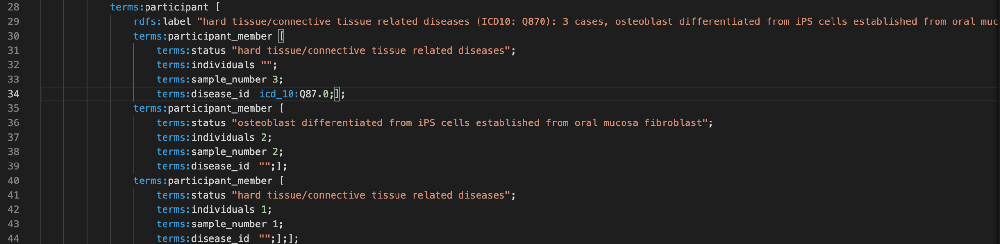 28 terms:participant [
29 rdfs:label "hard tissue/connective tissue related diseases (ICD10: Q870): 3 cases, osteoblast differentiated from iPS cells established from oral muc
30 terms:participant_member [
31 terms:status "hard tissue/connective tissue related diseases";
32 terms:individuals "";
33 terms:sample_number 3;
34 terms:disease_id  icd_10:Q87.0;];
35 terms:participant_member [
36 terms:status "osteoblast differentiated from iPS cells established from oral mucosa fibroblast";
37 terms:individuals 2;
38 terms:sample_number 2;
39 terms:disease_id  "";];
40 terms:participant_member [
41 terms:status "hard tissue/connective tissue related diseases";
42 terms:individuals 1;
43 terms:sample_number 1;
44 terms:disease_id  "";];];